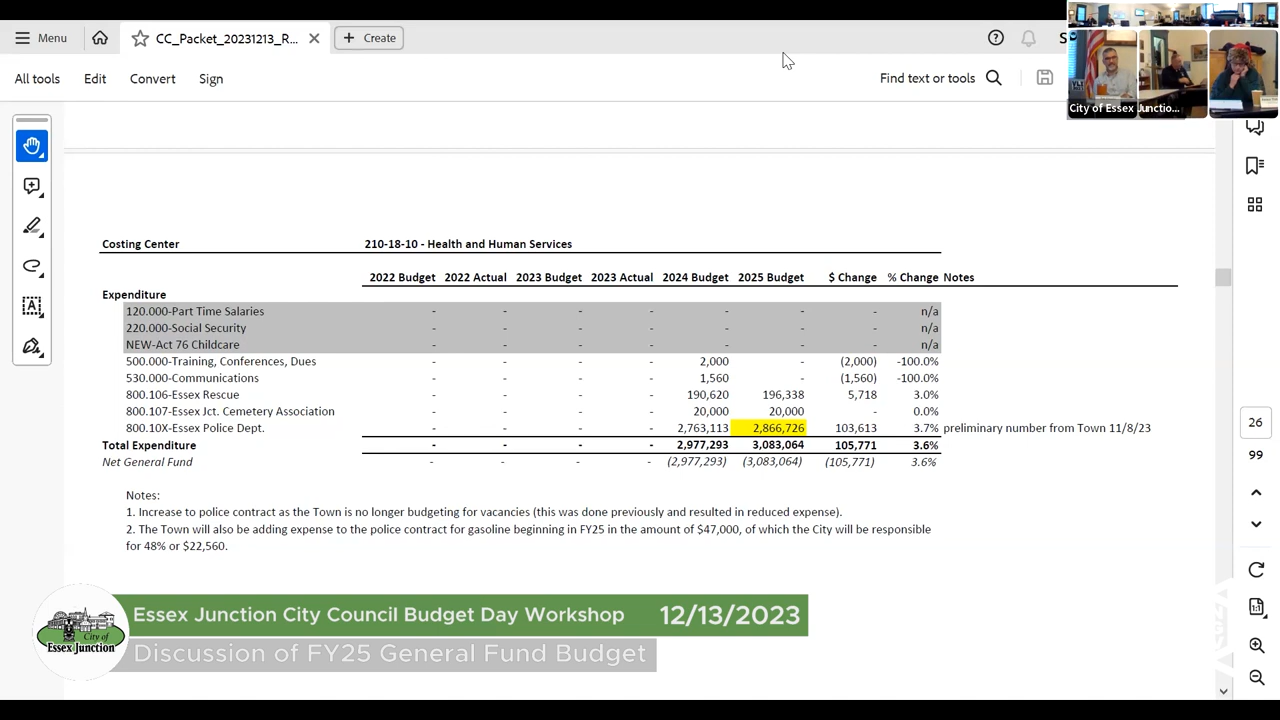 Menu
CC_Packet_20231213_R...
Create
All tools
Edit
Convert
Sign
Find text or tools
City of Essex Junctio...
Costing Center 210-18-10 - Health and Human Services
2022 Budget 2022 Actual 2023 Budget 2023 Actual 2024 Budget 2025 Budget $ Change % Change Notes
Expenditure
120.000-Part Time Salaries - - - - - - - n/a
220.000-Social Security - - - - - - - n/a
NEW-Act 76 Childcare - - - - - - - n/a
500.000-Training, Conferences, Dues - - - - 2,000 - (2,000) -100.0%
530.000-Communications - - - - 1,560 - (1,560) -100.0%
800.106-Essex Rescue - - - - 190,620 196,338 5,718 3.0%
800.107-Essex Jct. Cemetery Association - - - - 20,000 20,000 - 0.0%
800.10X-Essex Police Dept. - - - - 2,763,113 2,866,726 103,613 3.7% preliminary number from Town 11/8/23
Total Expenditure - - - - 2,977,293 3,083,064 105,771 3.6%
Net General Fund - - - - (2,977,293) (3,083,064) (105,771) 3.6%
Notes:
1. Increase to police contract as the Town is no longer budgeting for vacancies (this was done previously and resulted in reduced expense).
2. The Town will also be adding expense to the police contract for gasoline beginning in FY25 in the amount of $47,000, of which the City will be responsible
for 48% or $22,560.
26
99
Essex Junction City Council Budget Day Workshop 12/13/2023
Discussion of FY25 General Fund Budget
City of
Essex Junction